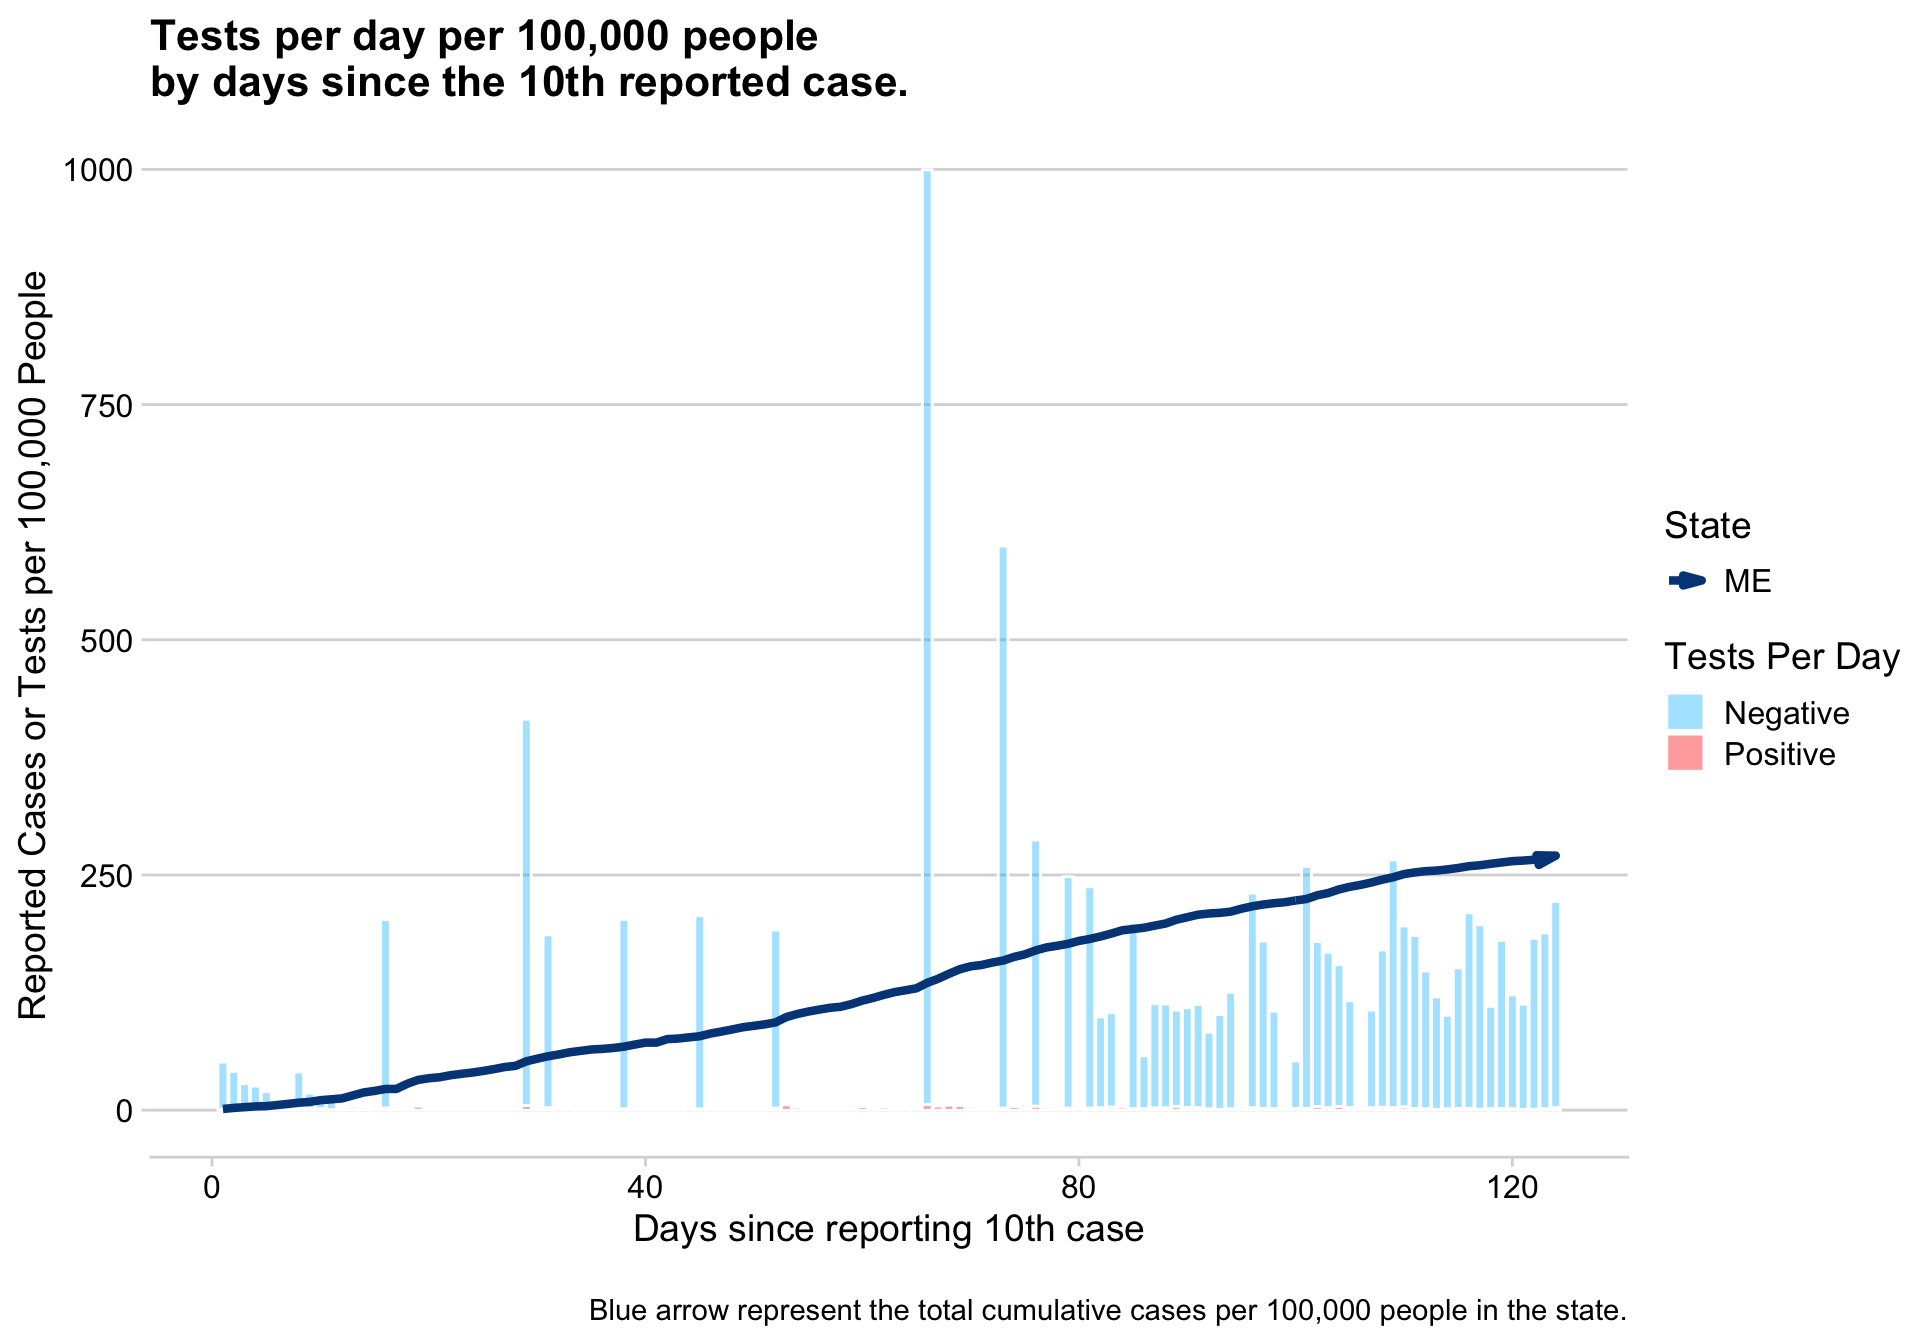 Tests per day per 100,000 people
by days since the 10th reported case.
Reported Cases or Tests per 100,000 People
1000
750
500
250
0
0
40
80
120
Days since reporting 10th case
State
ME
Tests Per Day
Negative
Positive
Blue arrow represent the total cumulative cases per 100,000 people in the state.